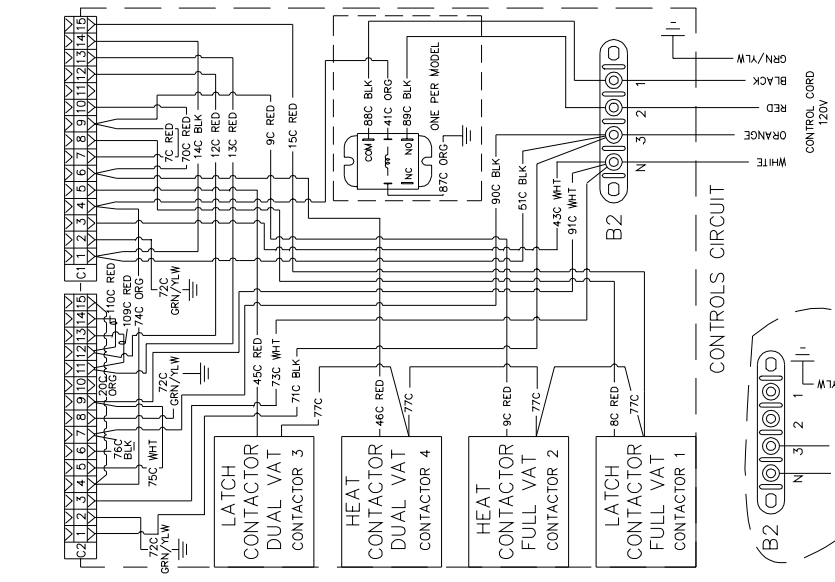 15
14
13
12
11
10
9
8
7
6
5
4
3
2
1
C1
15
14
13
12
11
10
9
8
7
6
5
4
3
2
1
C2
7C RED
70C RED
14C BLK
12C RED
13C RED
9C RED
15C RED
88C BLK
41C ORG
89C BLK
ONE PER MODEL
COM
NO
NC
87C ORG
90C BLK
51C BLK
43C WHT
91C WHT
1
2
3
N
B2
GRN/YLW
BLACK
RED
ORANGE
WHITE
CONTROL CORD
120V
CONTROLS CIRCUIT
72C
GRN/YLW
110C RED
109C RED
74C ORG
20C
ORG
72C
GRN/YLW
76C
BLK
75C WHT
72C
GRN/YLW
45C RED
73C WHT
71C BLK
77C
46C RED
77C
9C RED
77C
8C RED
77C
LATCH
CONTACTOR
DUAL VAT
CONTACTOR 3
HEAT
CONTACTOR
DUAL VAT
CONTACTOR 4
HEAT
CONTACTOR
FULL VAT
CONTACTOR 2
LATCH
CONTACTOR
FULL VAT
CONTACTOR 1
1
2
3
N
B2